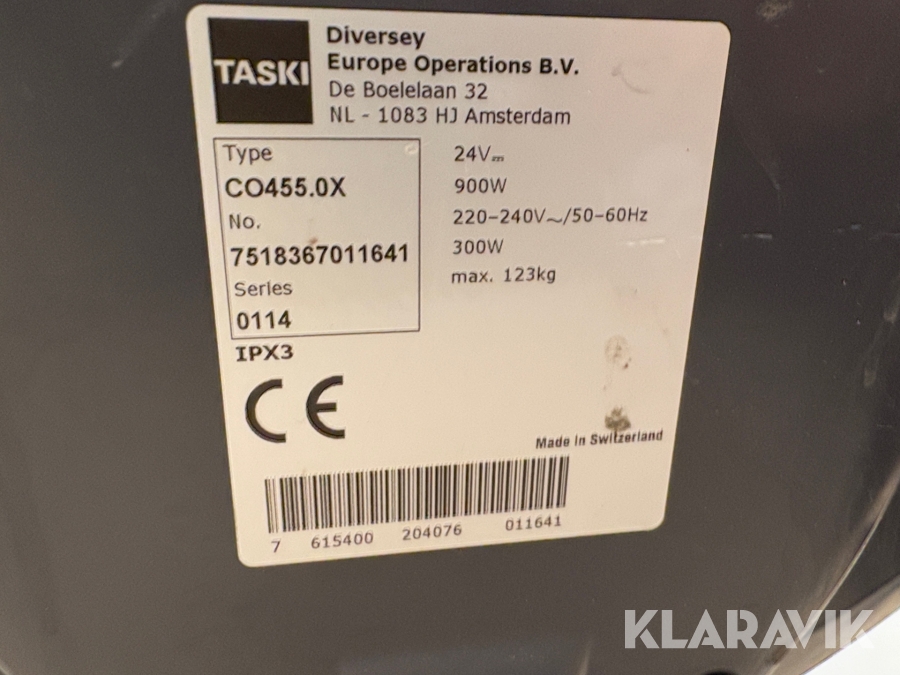 TASKI
Diversey
Europe Operations B.V.
De Boelelaan 32
NL - 1083 HJ Amsterdam
Type
CO455.0X
No.
7518367011641
Series
0114
IPX3
24V⎓
900W
220-240V~/50-60Hz
300W
max. 123kg
CE
Made in Switzerland
7 615400 204076 011641
KLARAVIK